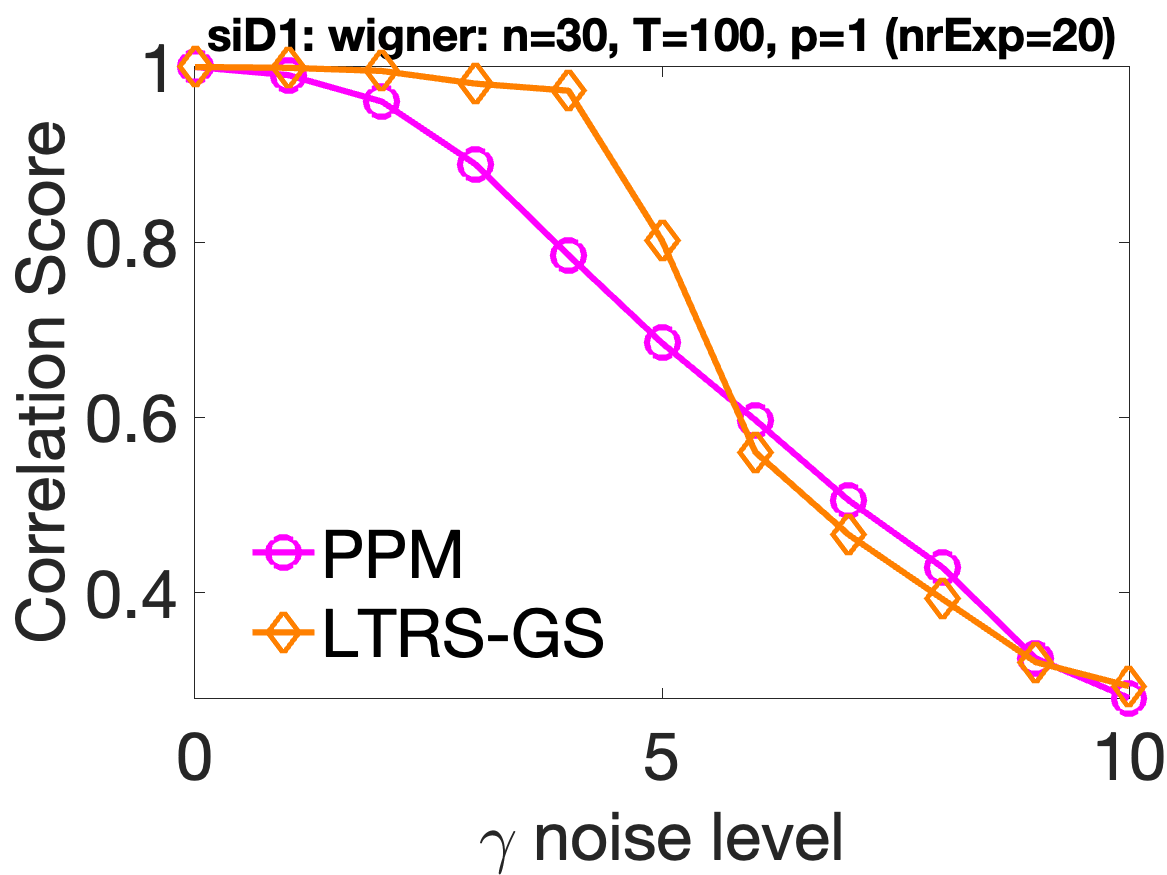 siD1: wigner: n=30, T=100, p=1 (nrExp=20)
1
0.8
0.6
0.4
Correlation Score
PPM
LTRS-GS
0 5 10
γ noise level